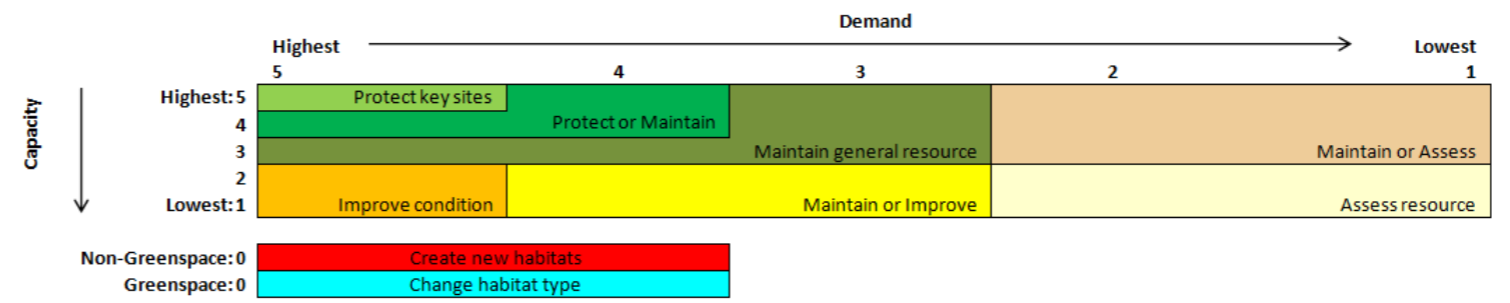 Demand
Highest Lowest
5 4 3 2 1
Capacity
Highest: 5 Protect key sites
4 Protect or Maintain
3 Maintain general resource Maintain or Assess
2
Lowest: 1 Improve condition Maintain or Improve Assess resource
Non-Greenspace: 0 Create new habitats
Greenspace: 0 Change habitat type